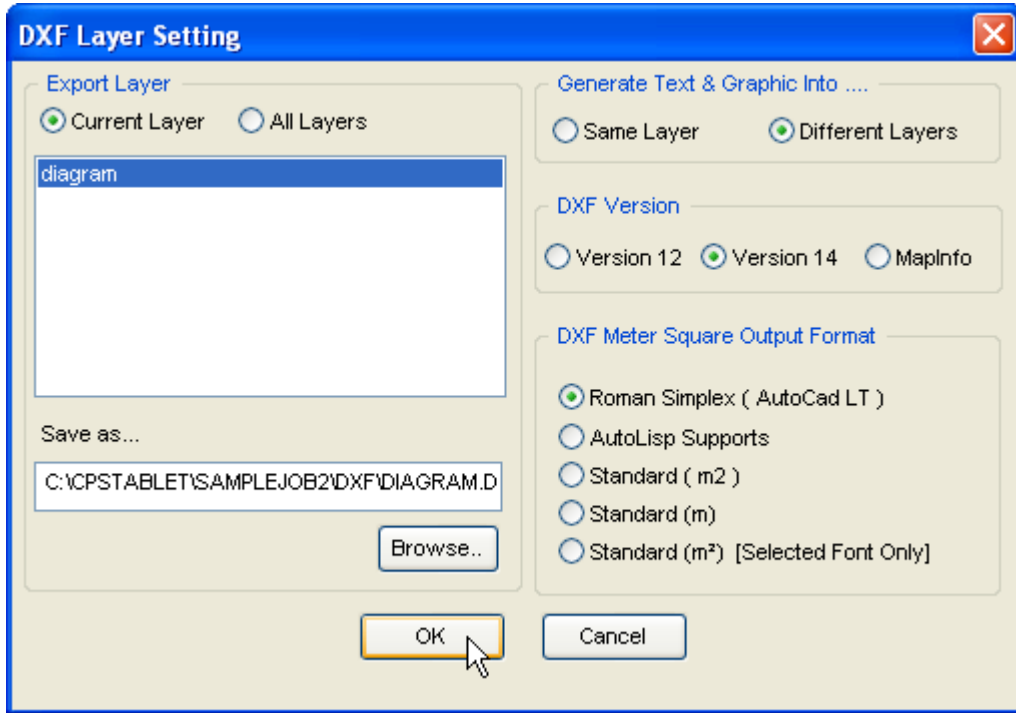 DXF Layer Setting
Export Layer
Current Layer
All Layers
diagram
Save as...
C:\CPSTABLET\SAMPLEJOB2\DXF\DIAGRAM.D
Browse..
Generate Text & Graphic Into ....
Same Layer
Different Layers
DXF Version
Version 12
Version 14
MapInfo
DXF Meter Square Output Format
Roman Simplex ( AutoCad LT )
AutoLisp Supports
Standard ( m2 )
Standard (m)
Standard (m²) [Selected Font Only]
OK
Cancel